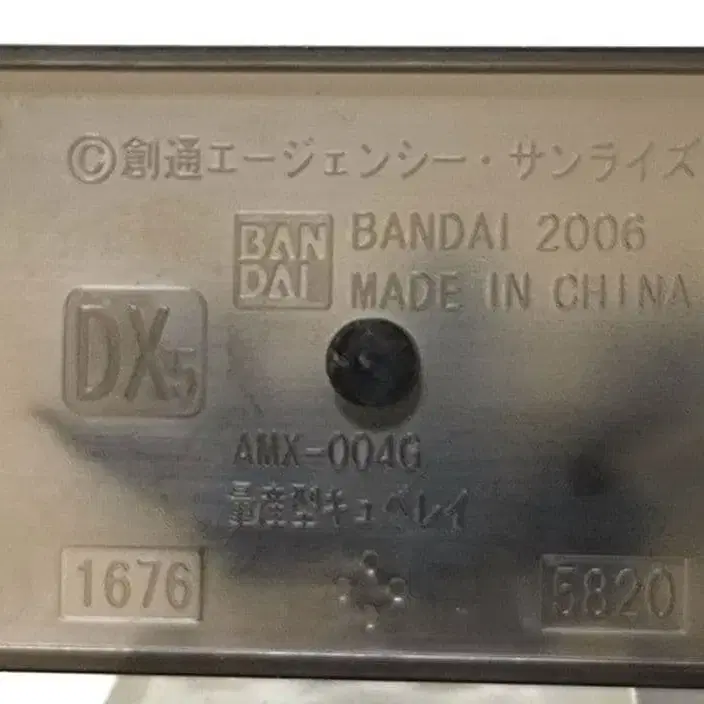 ©創通エージェンシー・サンライズ
BAN
DAI
BANDAI 2006
MADE IN CHINA
DX5
AMX-004G
量産型キュベレイ
1676
5820